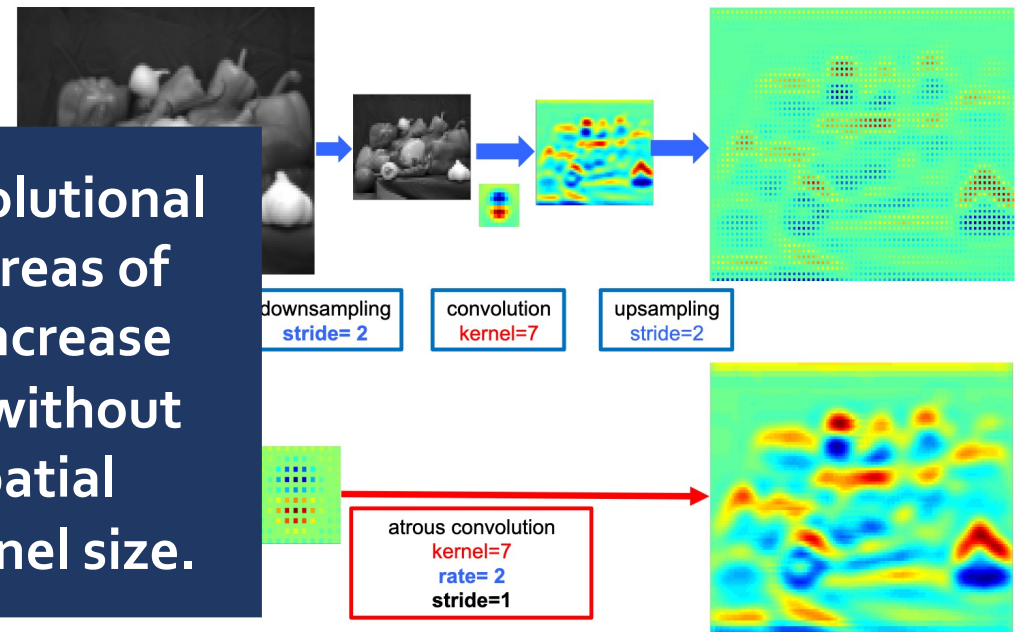 olutional
reas of
ncrease
without
patial
nel size.
downsampling
stride= 2
convolution
kernel=7
upsampling
stride=2
atrous convolution
kernel=7
rate= 2
stride=1